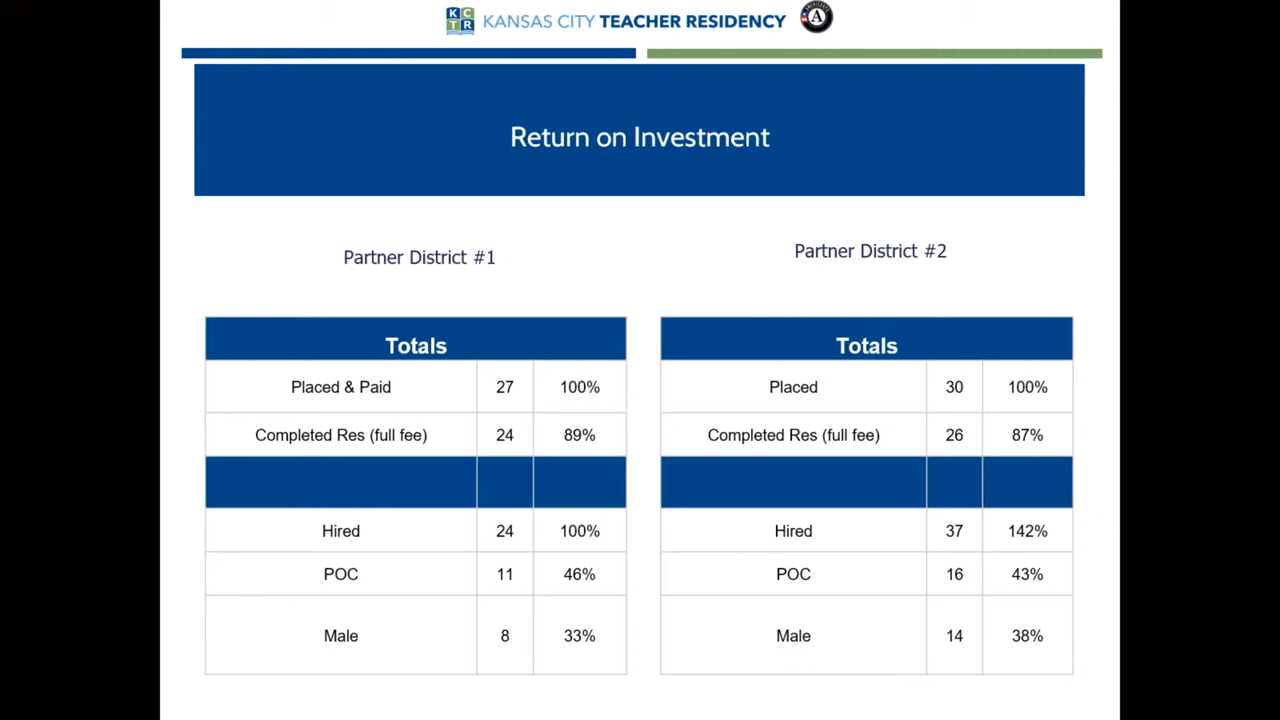 KC
TR
KANSAS CITY TEACHER RESIDENCY
A
Return on Investment
Partner District #1
Totals
Placed & Paid 27 100%
Completed Res (full fee) 24 89%
Hired 24 100%
POC 11 46%
Male 8 33%
Partner District #2
Totals
Placed 30 100%
Completed Res (full fee) 26 87%
Hired 37 142%
POC 16 43%
Male 14 38%